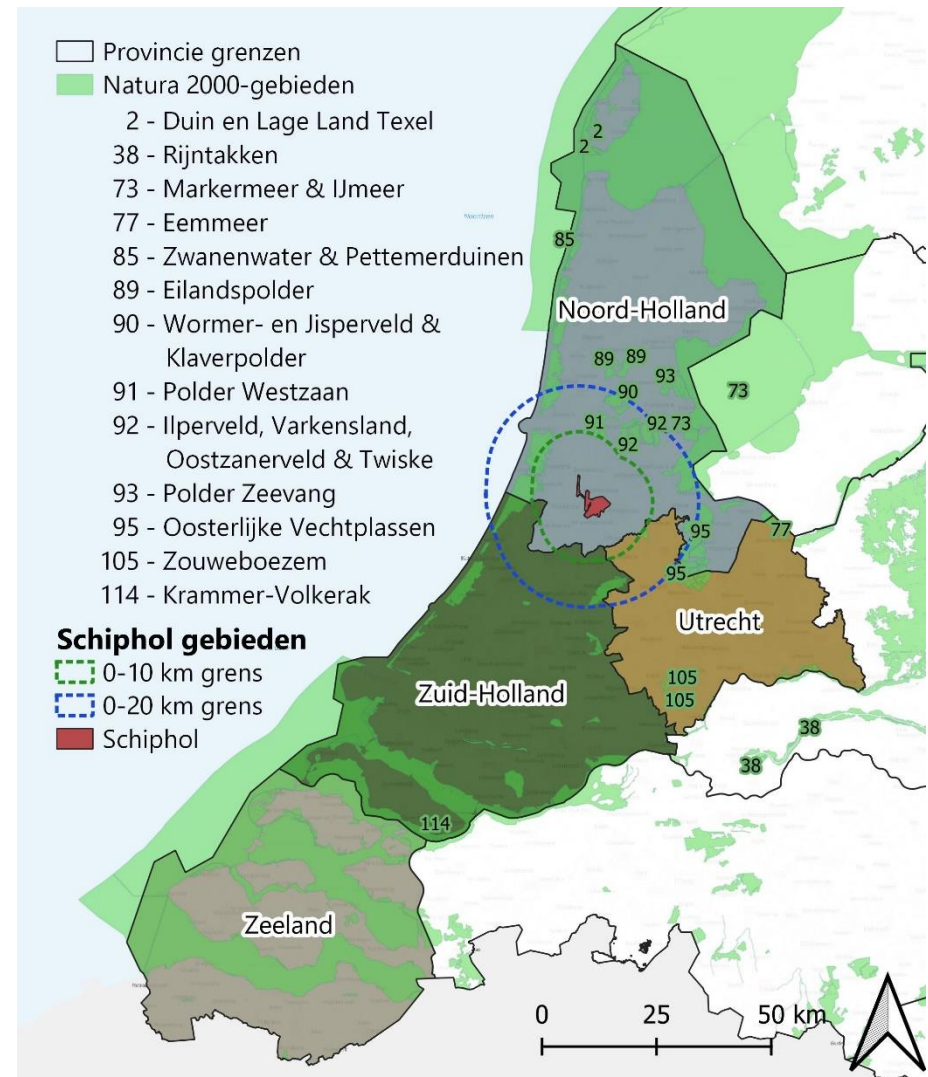 Provincie grenzen
Natura 2000-gebieden
2 - Duin en Lage Land Texel
38 - Rijntakken
73 - Markermeer & IJmeer
77 - Eemmeer
85 - Zwanenwater & Pettemerduinen
89 - Eilandspolder
90 - Wormer- en Jisperveld &
Klaverpolder
91 - Polder Westzaan
92 - Ilperveld, Varkensland,
Oostzanerveld & Twiske
93 - Polder Zeevang
95 - Oosterlijke Vechtplassen
105 - Zouweboezem
114 - Krammer-Volkerak
Schiphol gebieden
0-10 km grens
0-20 km grens
Schiphol
2
2
85
Noord-Holland
89
89
93
90
73
91
92
73
92
95
77
95
Utrecht
Zuid-Holland
105
105
38
38
114
Zeeland
0
25
50 km